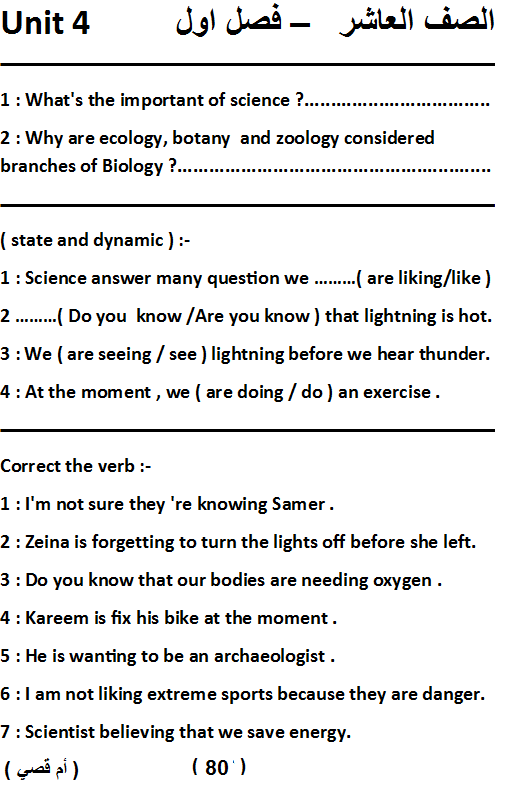 Unit 4 الصف العاشر – فصل اول
1 : What's the important of science ?...................................
2 : Why are ecology, botany and zoology considered
branches of Biology ?............................................................
( state and dynamic ) :-
1 : Science answer many question we .........( are liking/like )
2 .........( Do you know /Are you know ) that lightning is hot.
3 : We ( are seeing / see ) lightning before we hear thunder.
4 : At the moment , we ( are doing / do ) an exercise .
Correct the verb :-
1 : I'm not sure they 're knowing Samer .
2 : Zeina is forgetting to turn the lights off before she left.
3 : Do you know that our bodies are needing oxygen .
4 : Kareem is fix his bike at the moment .
5 : He is wanting to be an archaeologist .
6 : I am not liking extreme sports because they are danger.
7 : Scientist believing that we save energy.
( أم قصي ) ( 80 )